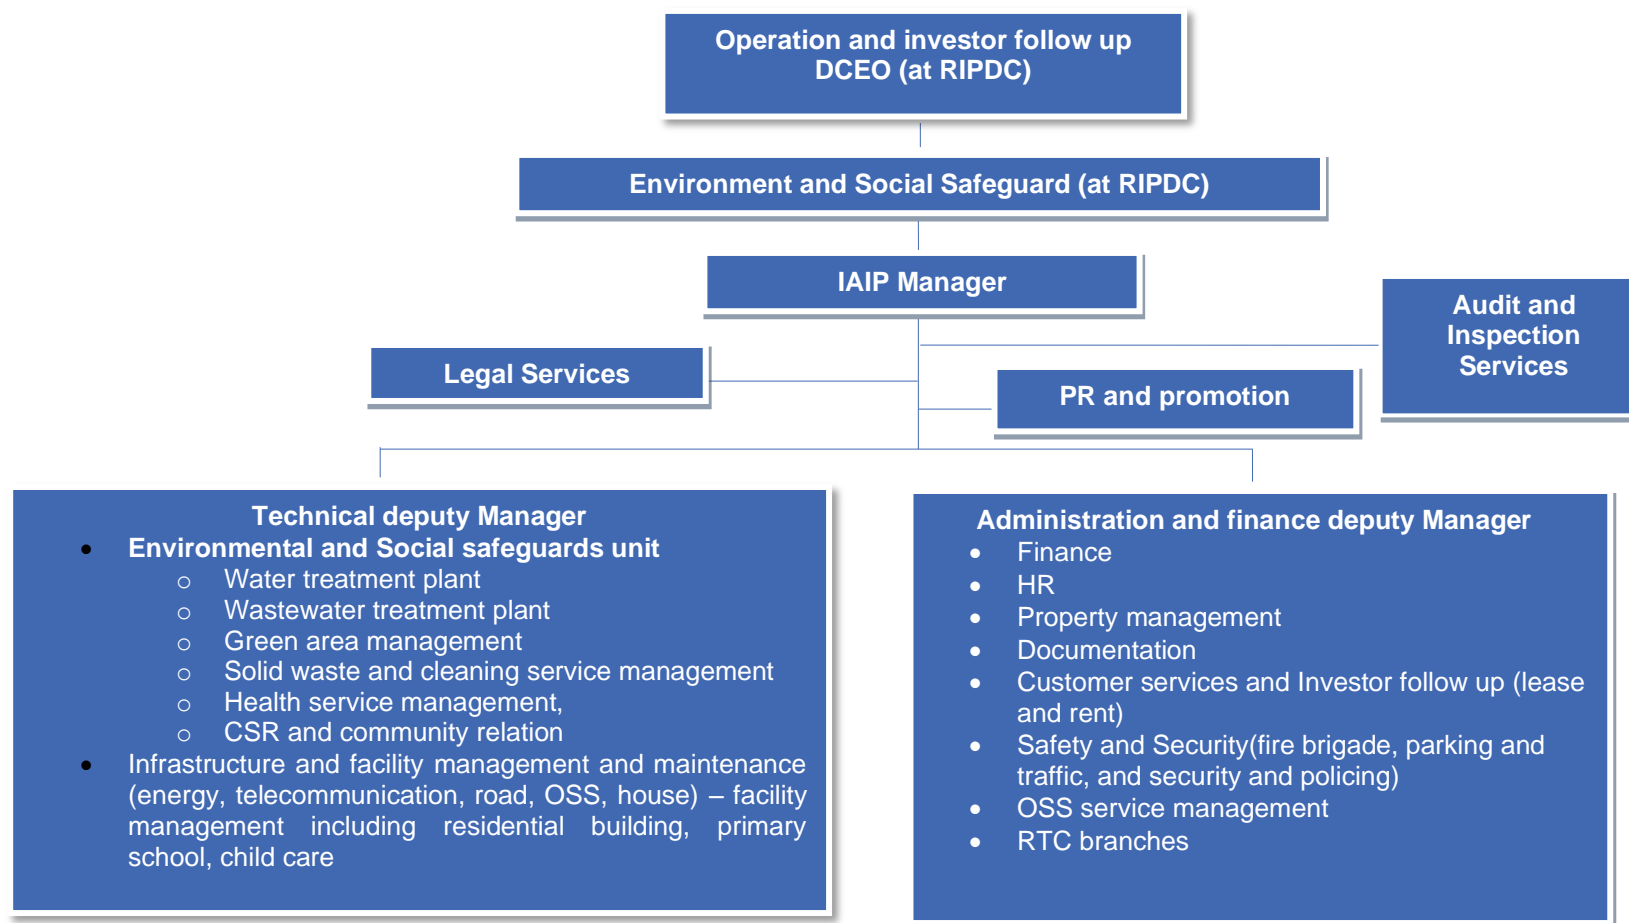 Operation and investor follow up
DCEO (at RIPDC)
Environment and Social Safeguard (at RIPDC)
IAIP Manager
Audit and
Inspection
Services
Legal Services
PR and promotion
Technical deputy Manager
• Environmental and Social safeguards unit
o Water treatment plant
o Wastewater treatment plant
o Green area management
o Solid waste and cleaning service management
o Health service management,
o CSR and community relation
• Infrastructure and facility management and maintenance
(energy, telecommunication, road, OSS, house) – facility
management including residential building, primary
school, child care
Administration and finance deputy Manager
• Finance
• HR
• Property management
• Documentation
• Customer services and Investor follow up (lease
and rent)
• Safety and Security(fire brigade, parking and
traffic, and security and policing)
• OSS service management
• RTC branches